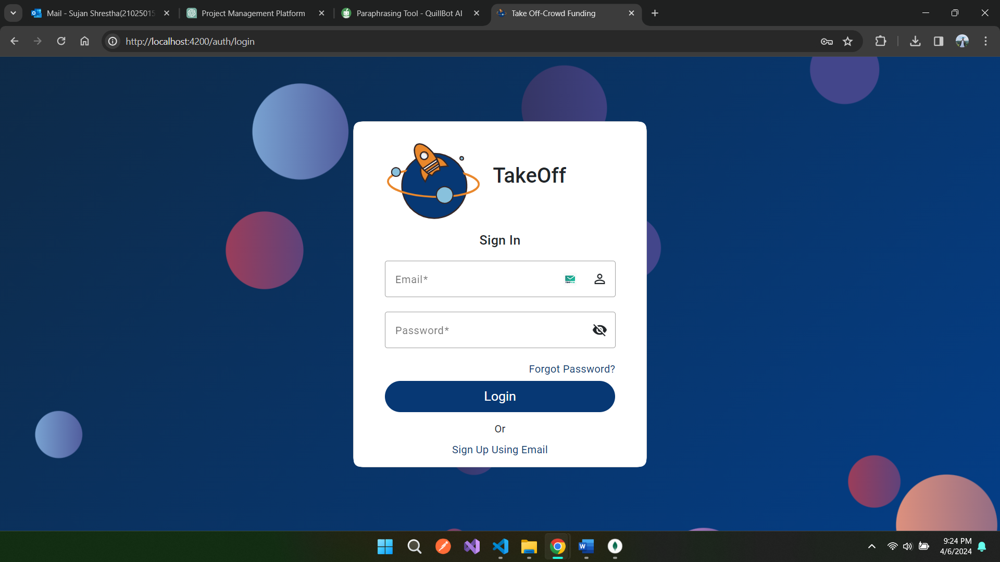 Mail - Sujan Shrestha(21025015
Project Management Platform
Paraphrasing Tool - QuillBot AI
Take Off-Crowd Funding
http://localhost:4200/auth/login
TakeOff
Sign In
Email*
Password*
Forgot Password?
Login
Or
Sign Up Using Email
9:24 PM
4/6/2024